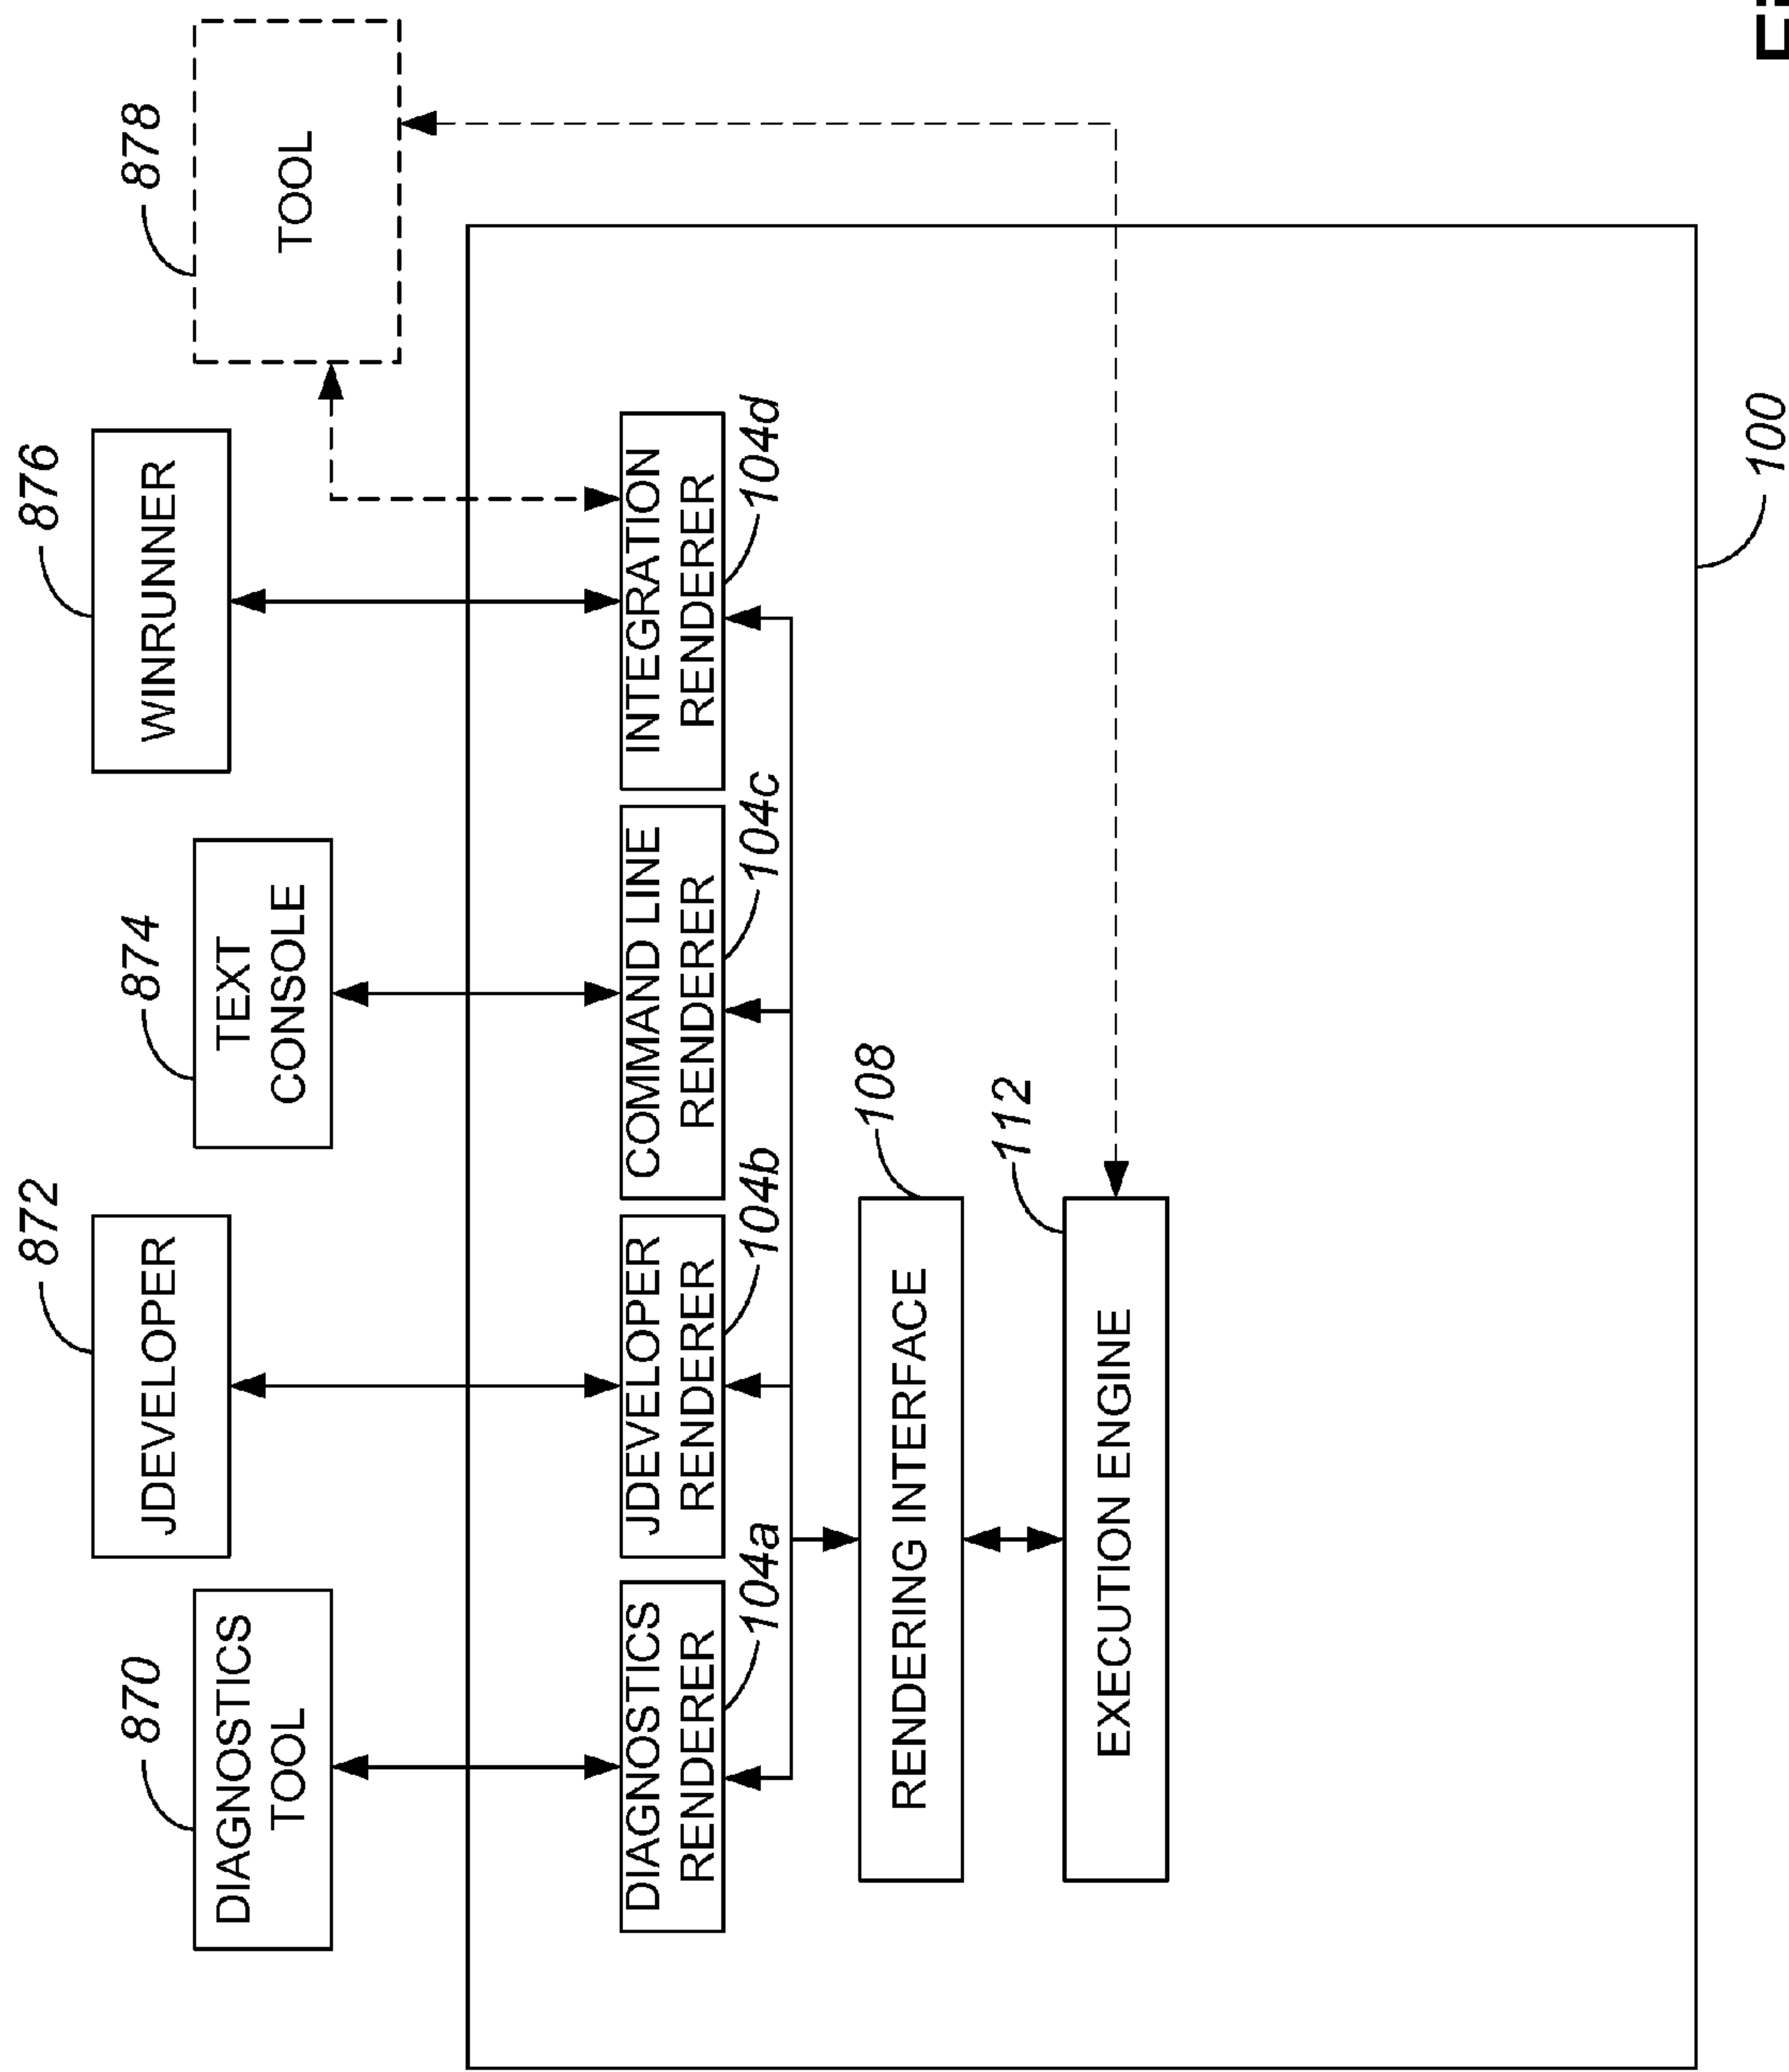 870
DIAGNOSTICS
TOOL
872
JDEVELOPER
874
TEXT
CONSOLE
876
WINRUNNER
878
TOOL
DIAGNOSTICS
RENDERER
104a
JDEVELOPER
RENDERER
104b
COMMAND LINE
RENDERER
104c
INTEGRATION
RENDERER
104d
RENDERING INTERFACE
108
EXECUTION ENGINE
112
100